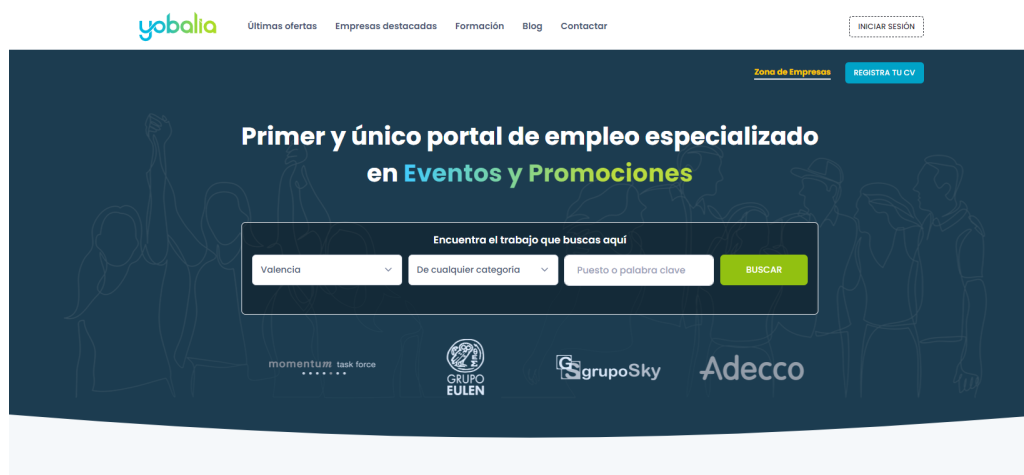 yobalia
Últimas ofertas Empresas destacadas Formación Blog Contactar
INICIAR SESIÓN
Zona de Empresas
REGISTRA TU CV
Primer y único portal de empleo especializado
en Eventos y Promociones
Encuentra el trabajo que buscas aquí
Valencia
De cualquier categoria
Puesto o palabra clave
BUSCAR
momentum task force
GRUPO
EULEN
GS grupoSky
Adecco